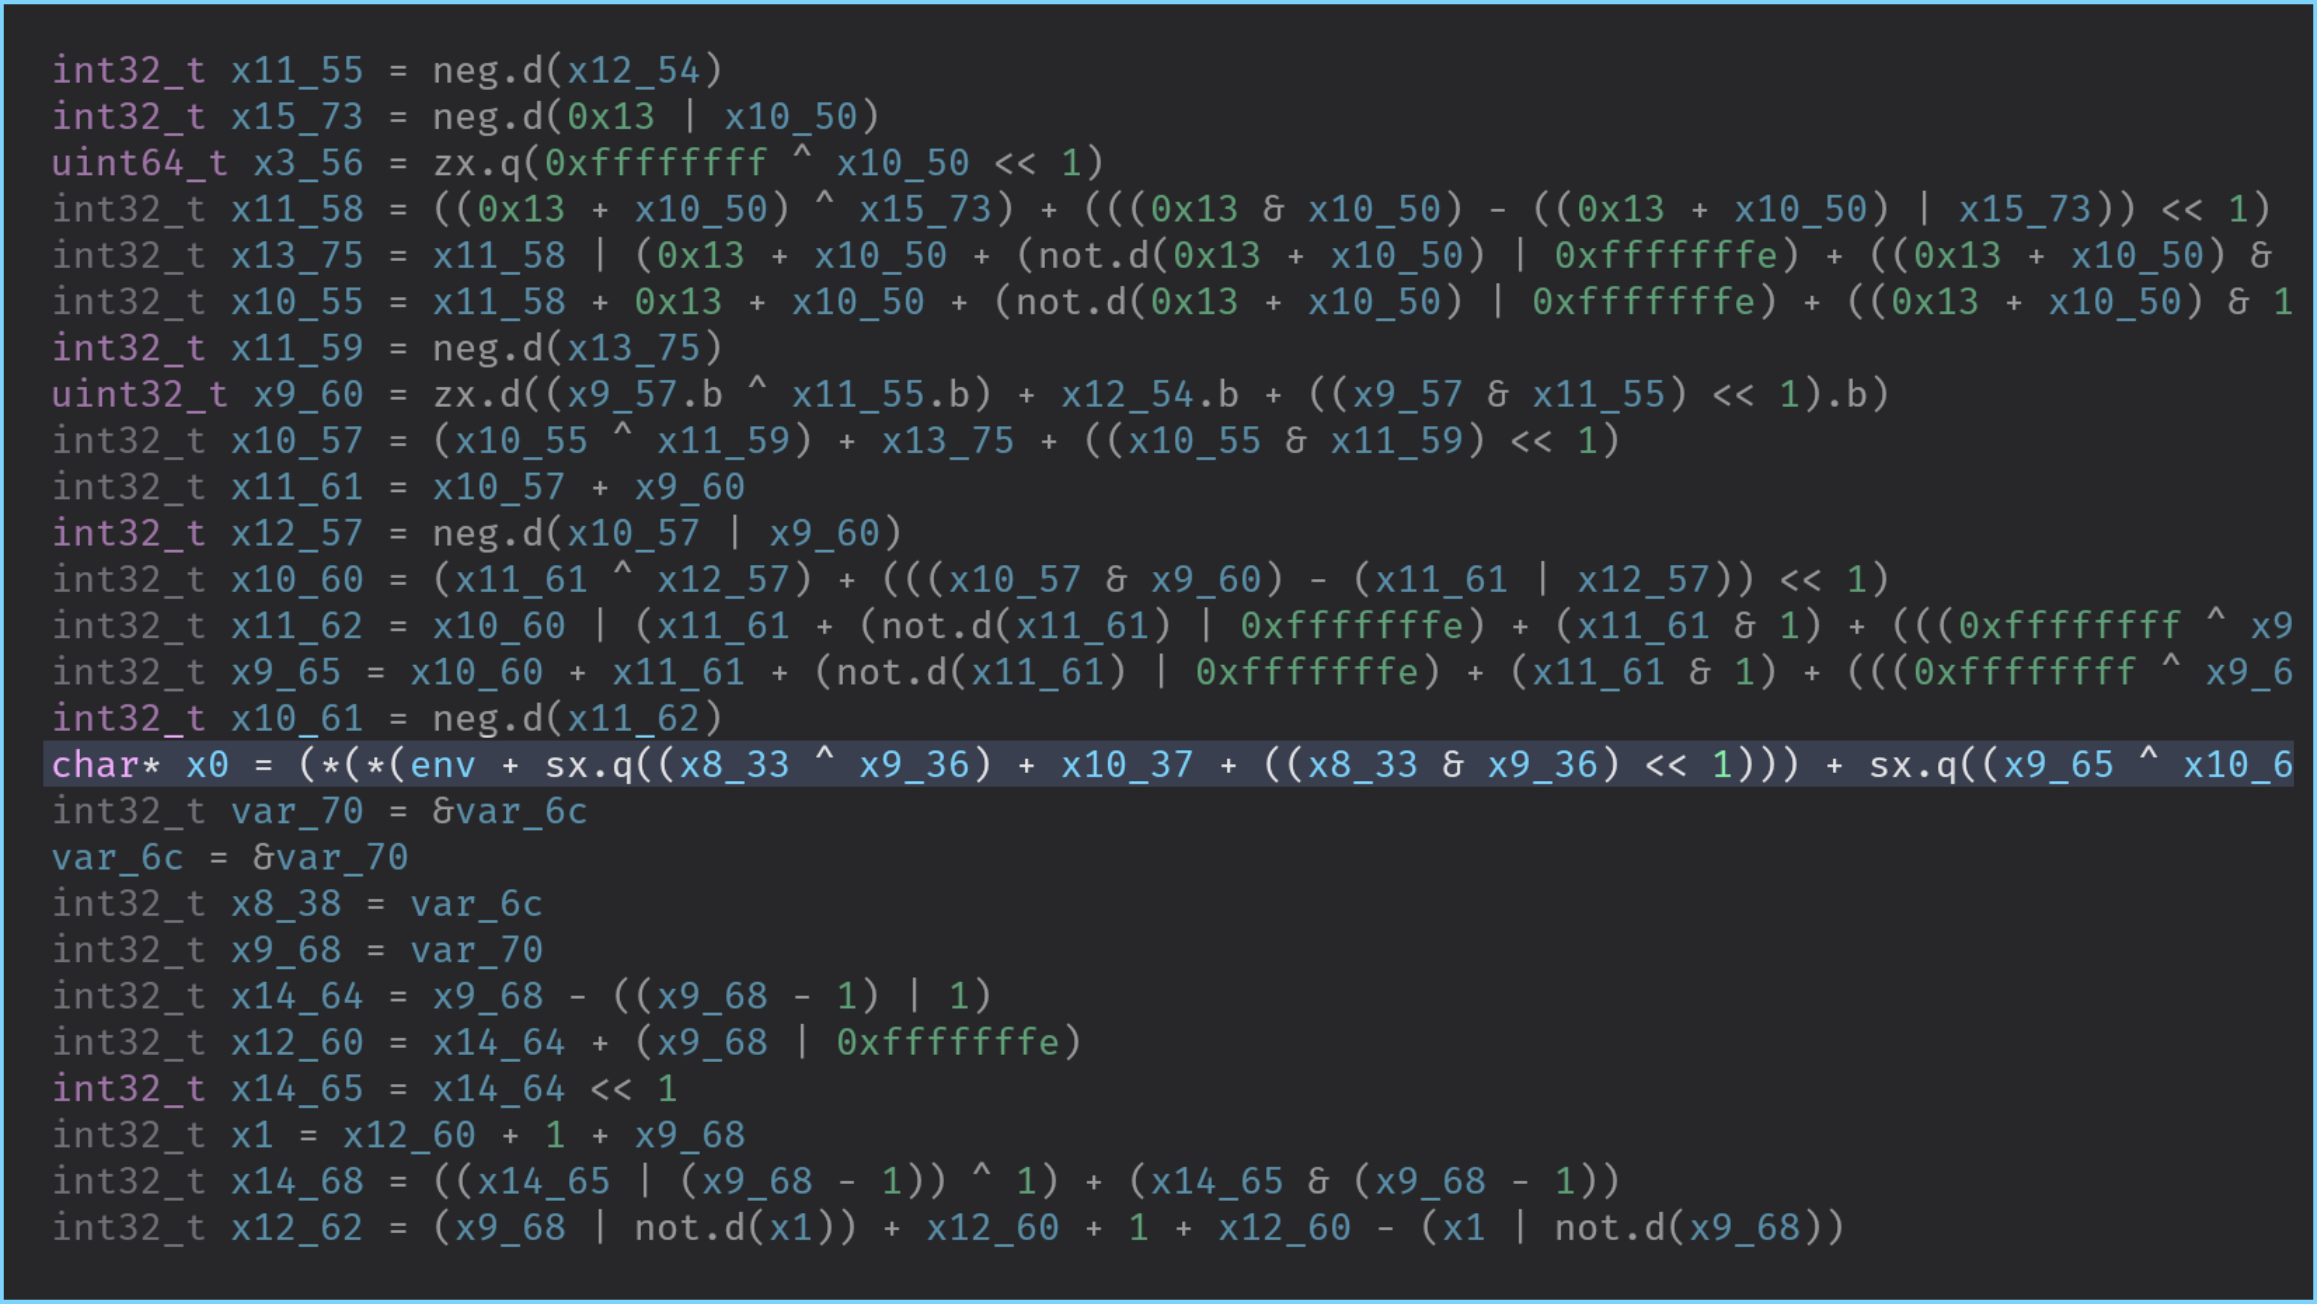 int32_t x11_55 = neg.d(x12_54)
int32_t x15_73 = neg.d(0x13 | x10_50)
uint64_t x3_56 = zx.q(0xffffffff ^ x10_50 << 1)
int32_t x11_58 = ((0x13 + x10_50) ^ x15_73) + (((0x13 & x10_50) - ((0x13 + x10_50) | x15_73)) << 1)
int32_t x13_75 = x11_58 | (0x13 + x10_50 + (not.d(0x13 + x10_50) | 0xfffffffe) + ((0x13 + x10_50) &
int32_t x10_55 = x11_58 + 0x13 + x10_50 + (not.d(0x13 + x10_50) | 0xfffffffe) + ((0x13 + x10_50) & 1
int32_t x11_59 = neg.d(x13_75)
uint32_t x9_60 = zx.d((x9_57.b ^ x11_55.b) + x12_54.b + ((x9_57 & x11_55) << 1).b)
int32_t x10_57 = (x10_55 ^ x11_59) + x13_75 + ((x10_55 & x11_59) << 1)
int32_t x11_61 = x10_57 + x9_60
int32_t x12_57 = neg.d(x10_57 | x9_60)
int32_t x10_60 = (x11_61 ^ x12_57) + (((x10_57 & x9_60) - (x11_61 | x12_57)) << 1)
int32_t x11_62 = x10_60 | (x11_61 + (not.d(x11_61) | 0xfffffffe) + (x11_61 & 1) + (((0xffffffff ^ x9
int32_t x9_65 = x10_60 + x11_61 + (not.d(x11_61) | 0xfffffffe) + (x11_61 & 1) + (((0xffffffff ^ x9_6
int32_t x10_61 = neg.d(x11_62)
char* x0 = (*(*(env + sx.q((x8_33 ^ x9_36) + x10_37 + ((x8_33 & x9_36) << 1))) + sx.q((x9_65 ^ x10_6
int32_t var_70 = &var_6c
var_6c = &var_70
int32_t x8_38 = var_6c
int32_t x9_68 = var_70
int32_t x14_64 = x9_68 - ((x9_68 - 1) | 1)
int32_t x12_60 = x14_64 + (x9_68 | 0xfffffffe)
int32_t x14_65 = x14_64 << 1
int32_t x1 = x12_60 + 1 + x9_68
int32_t x14_68 = ((x14_65 | (x9_68 - 1)) ^ 1) + (x14_65 & (x9_68 - 1))
int32_t x12_62 = (x9_68 | not.d(x1)) + x12_60 + 1 + x12_60 - (x1 | not.d(x9_68))